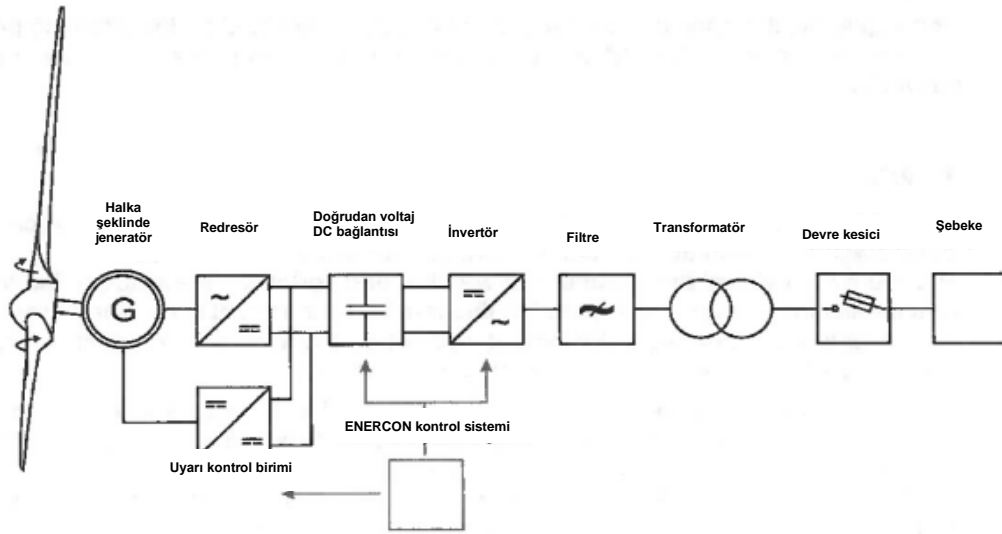 Halka
şeklinde
jeneratör
Redresör
Doğrudan voltaj
DC bağlantısı
İnvertör
Filtre
Transformatör
Devre kesici
Şebeke
G
ENERCON kontrol sistemi
Uyarı kontrol birimi